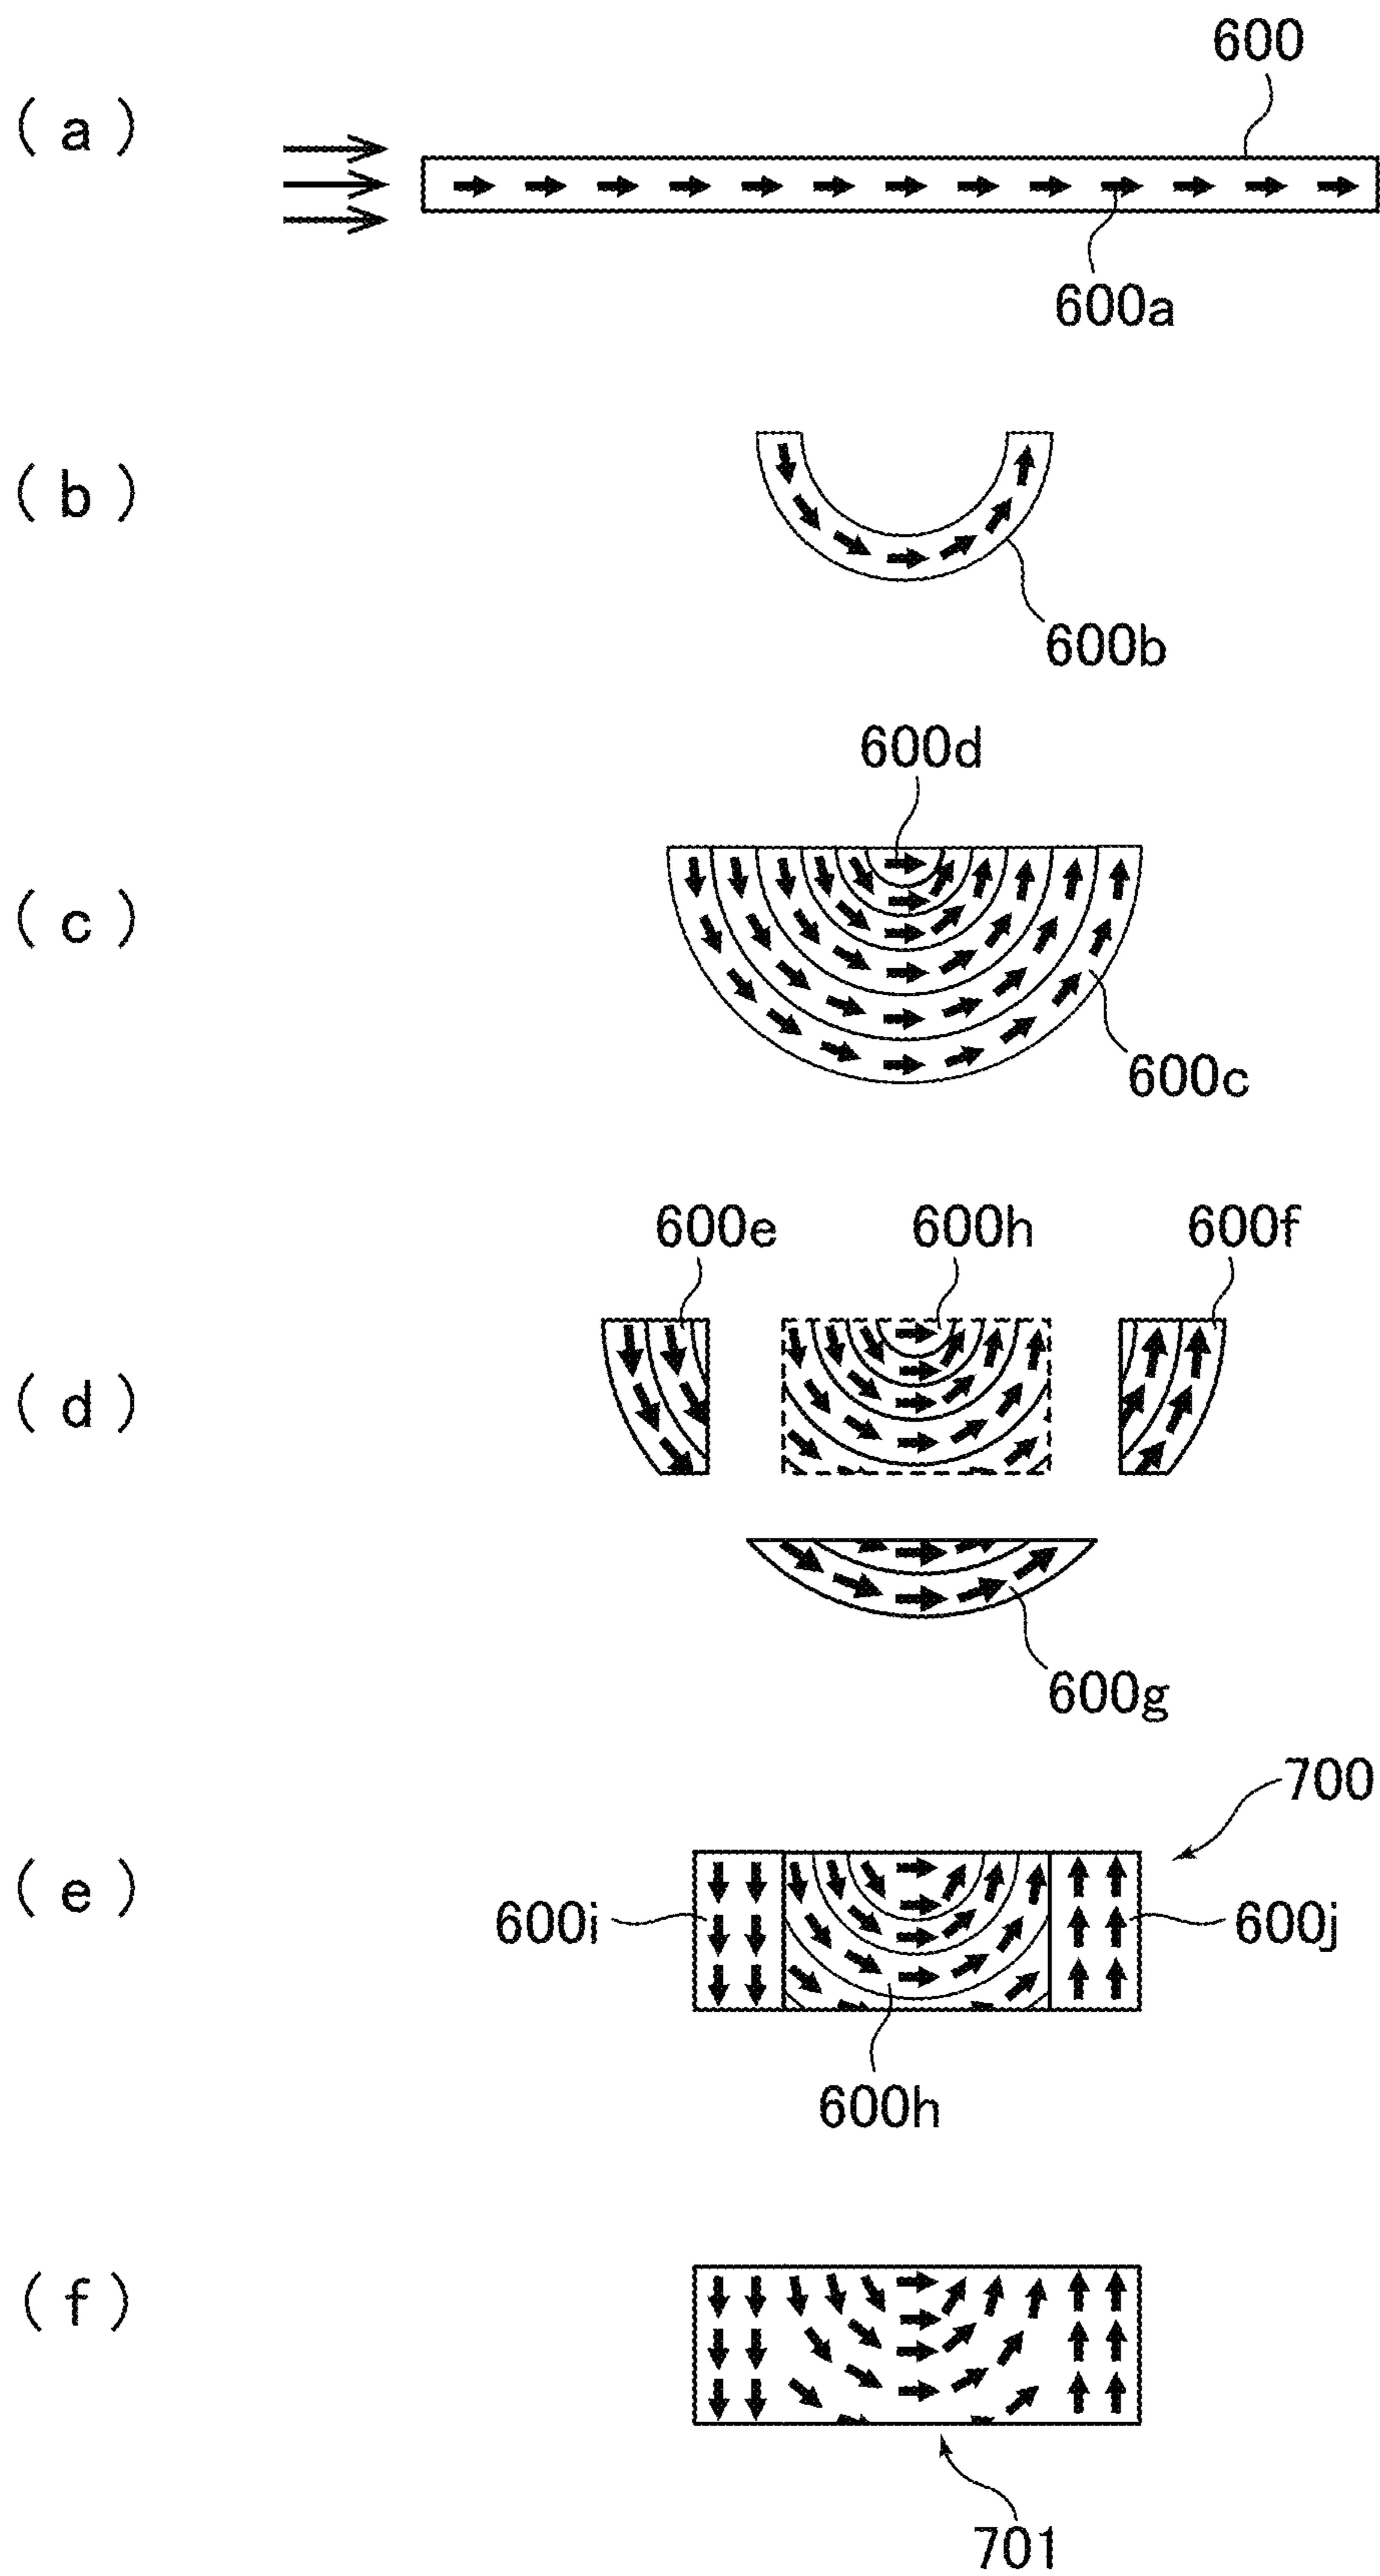 600
( a )
600a
( b )
600b
600d
( c )
600c
600e 600h 600f
( d )
600g
700
( e )
600i 600j
600h
( f )
701